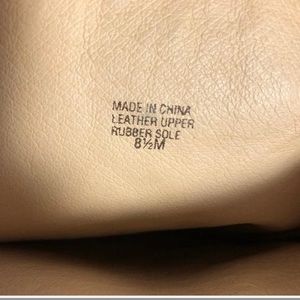 MADE IN CHINA
LEATHER UPPER
RUBBER SOLE
8½M